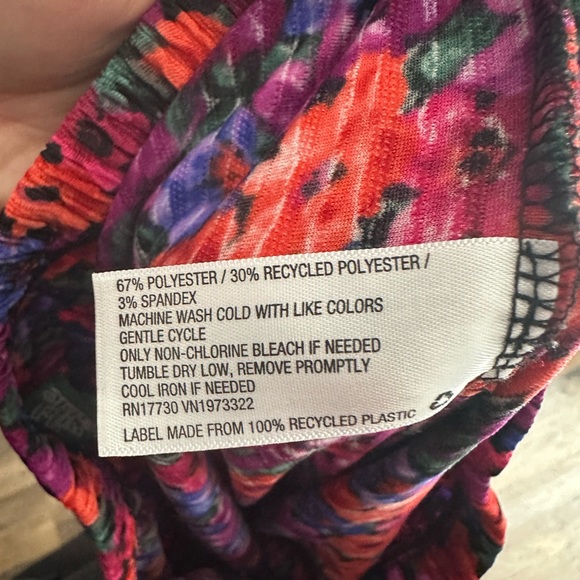 67% POLYESTER / 30% RECYCLED POLYESTER /
3% SPANDEX
MACHINE WASH COLD WITH LIKE COLORS
GENTLE CYCLE
ONLY NON-CHLORINE BLEACH IF NEEDED
TUMBLE DRY LOW, REMOVE PROMPTLY
COOL IRON IF NEEDED
RN17730 VN1973322
LABEL MADE FROM 100% RECYCLED PLASTIC